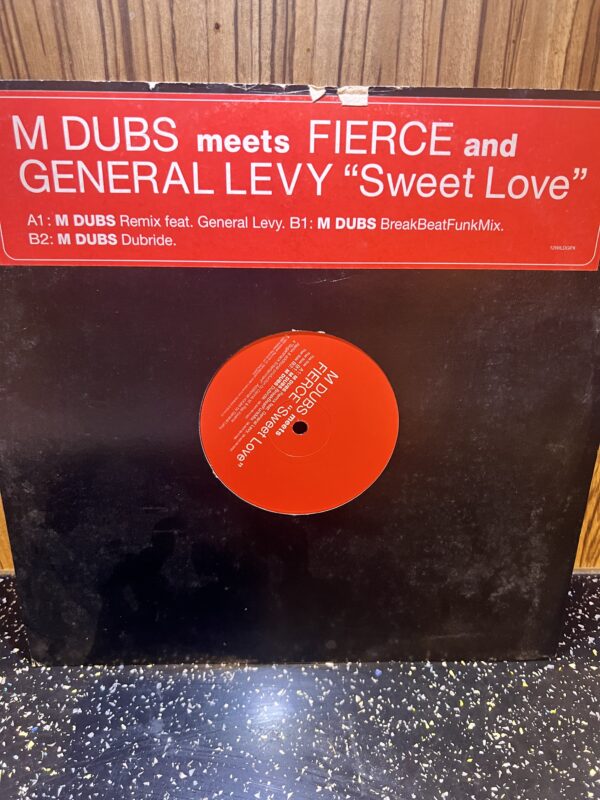 M DUBS meets FIERCE and
GENERAL LEVY “Sweet Love”
A1: M DUBS Remix feat. General Levy. B1: M DUBS BreakBeatFunkMix.
B2: M DUBS Dubride.
M DUBS meets
FIERCE “Sweet Love”